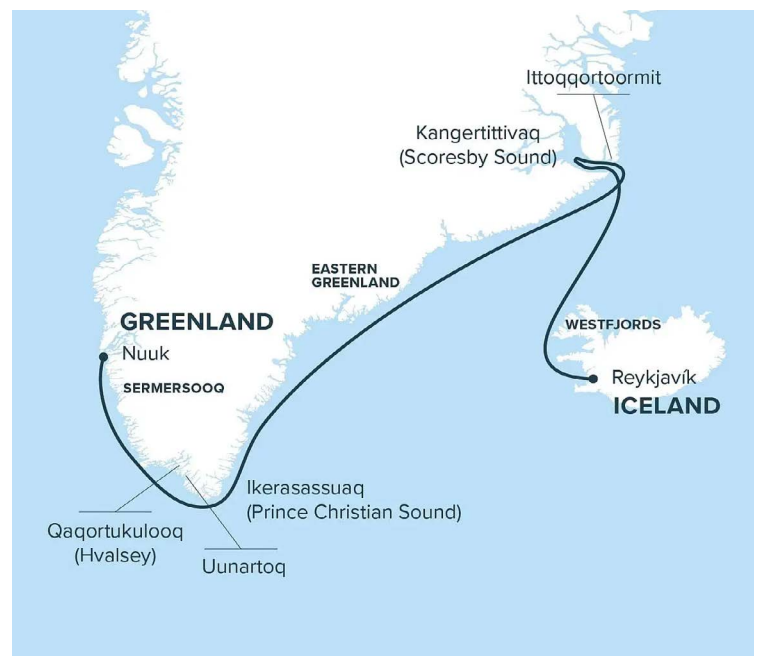 Ittoqqortoormit
Kangertittivaq
(Scoresby Sound)
EASTERN
GREENLAND
GREENLAND
WESTFJORDS
Nuuk
Reykjavík
SERMERSOOQ
ICELAND
Ikerasassuaq
(Prince Christian Sound)
Qaqortukulooq
(Hvalsey)
Uunartoq